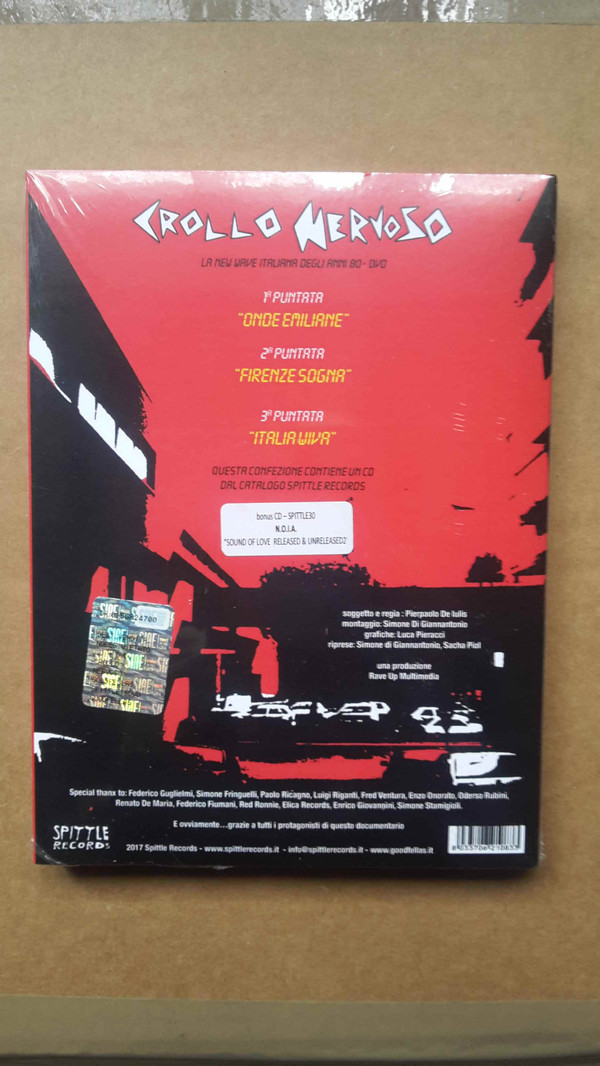 CROLLO NERVOSO
LA NEW WAVE ITALIANA DEGLI ANNI 80 - DVD
1ª PUNTATA
"ONDE EMILIANE"
2ª PUNTATA
"FIRENZE SOGNA"
3ª PUNTATA
"ITALIA WIVA"
QUESTA CONFEZIONE CONTIENE UN CD
DAL CATALOGO SPITTLE RECORDS
bonus CD – SPITTLE30
N.O.I.A.
"SOUND OF LOVE RELEASED & UNRELEASED2'
SIAE
soggetto e regia : Pierpaolo De Iulis
montaggio: Simone Di Giannantonio
grafiche: Luca Pieracci
riprese: Simone di Giannantonio, Sacha Piol
una produzione
Rave Up Multimedia
Special thanx to: Federico Guglielmi, Simone Fringuelli, Paolo Ricagno, Luigi Riganti, Fred Ventura, Enzo Onorato, Oderso Rubini,
Renato De Maria, Federico Fiumani, Red Ronnie, Elica Records, Enrico Giovannini, Simone Stamigioli.
E ovviamente...grazie a tutti i protagonisti di questo documentario
SPITTLE
RECORDS
2017 Spittle Records - www.spittlerecords.it - info@spittlerecords.it - www.goodfellas.it